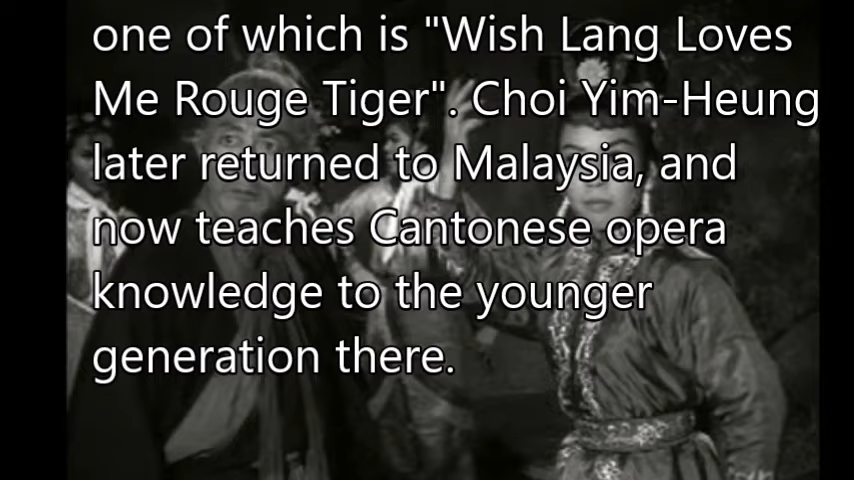 one of which is "Wish Lang Loves
Me Rouge Tiger". Choi Yim-Heung
later returned to Malaysia, and
now teaches Cantonese opera
knowledge to the younger
generation there.